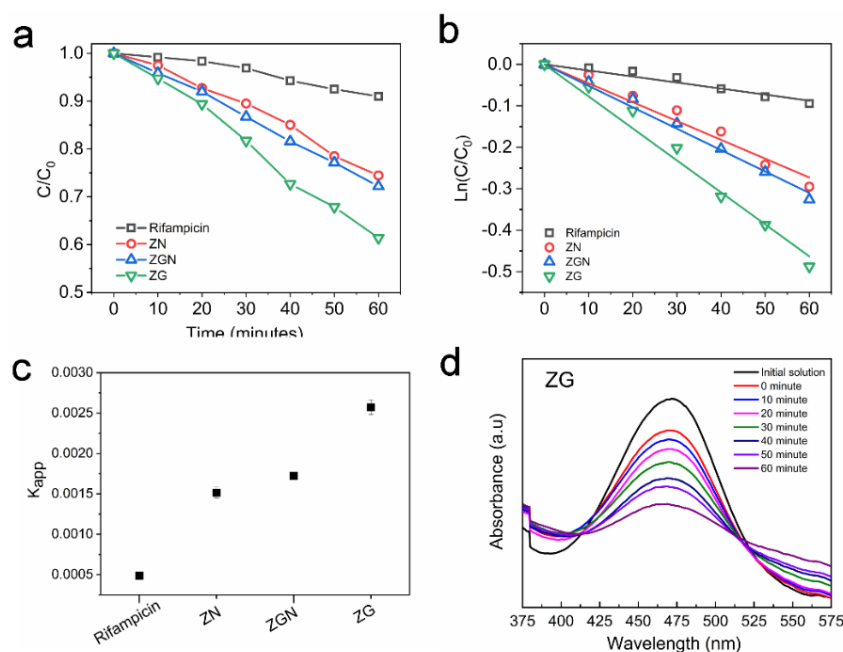 a
1.0
0.9
0.8
0.7
0.6
0.5
C/C0
Rifampicin
ZN
ZGN
ZG
0 10 20 30 40 50 60
Time (minutes)
b
0.0
-0.1
-0.2
-0.3
-0.4
-0.5
Ln(C/C0)
Rifampicin
ZN
ZGN
ZG
0 10 20 30 40 50 60
c
0.0030
0.0025
0.0020
0.0015
0.0010
0.0005
Kapp
Rifampicin ZN ZGN ZG
d
ZG
Initial solution
0 minute
10 minute
20 minute
30 minute
40 minute
50 minute
60 minute
Absorbance (a.u)
375 400 425 450 475 500 525 550 575
Wavelength (nm)